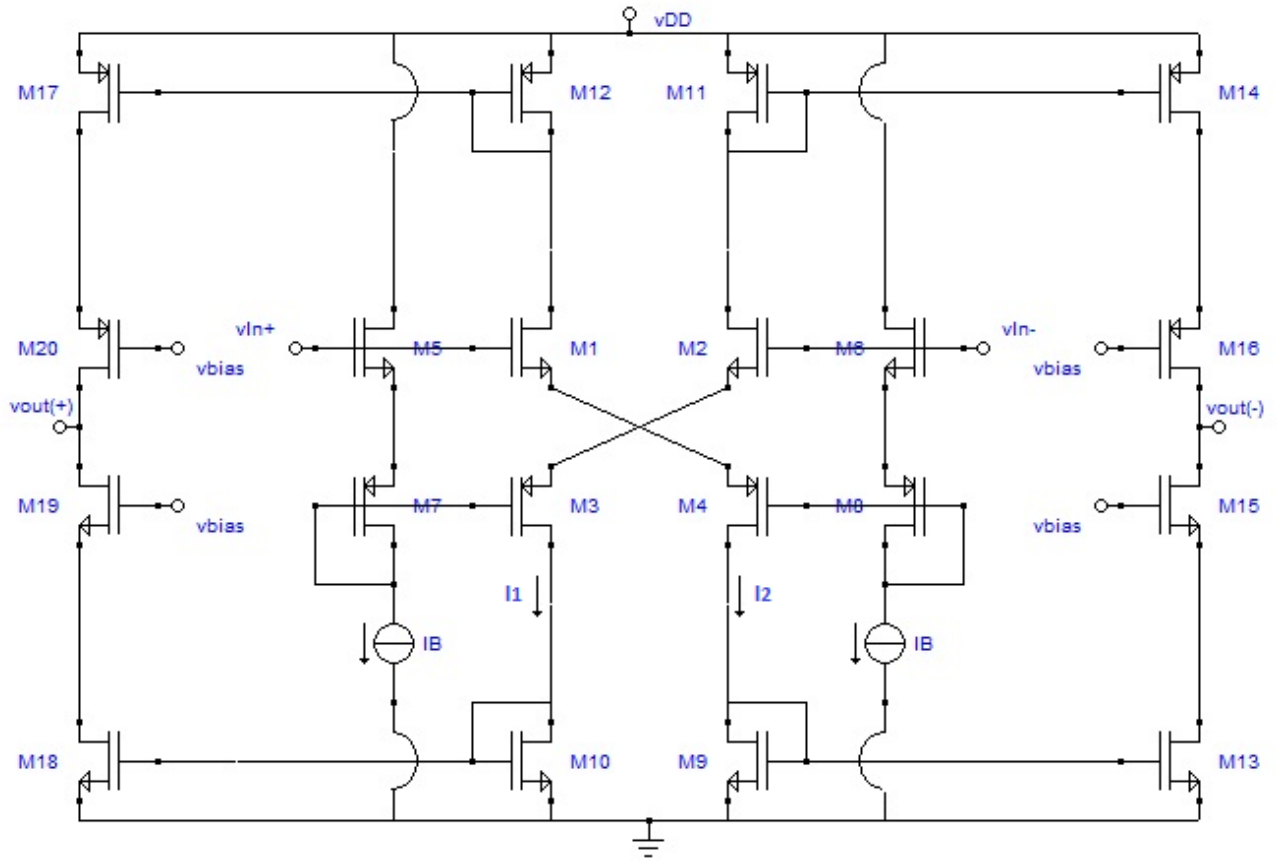 vDD
M17
M12
M11
M14
M20
vbias
vIn+
M5
M1
M2
M6
vIn-
vbias
M16
vout(+)
vout(-)
M19
vbias
M7
M3
M4
M8
vbias
M15
I1
I2
IB
IB
M18
M10
M9
M13